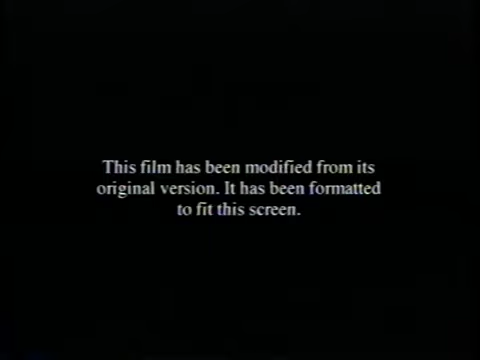 This film has been modified from its
original version. It has been formatted
to fit this screen.